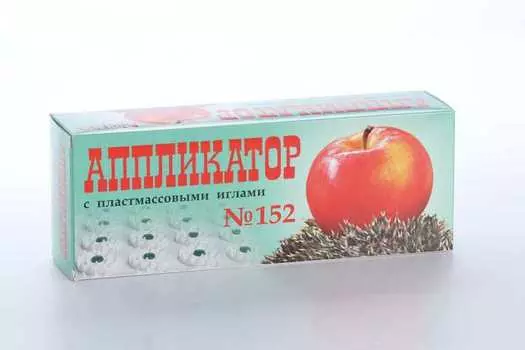 АППЛИКАТОР
с пластмассовыми иглами
№152